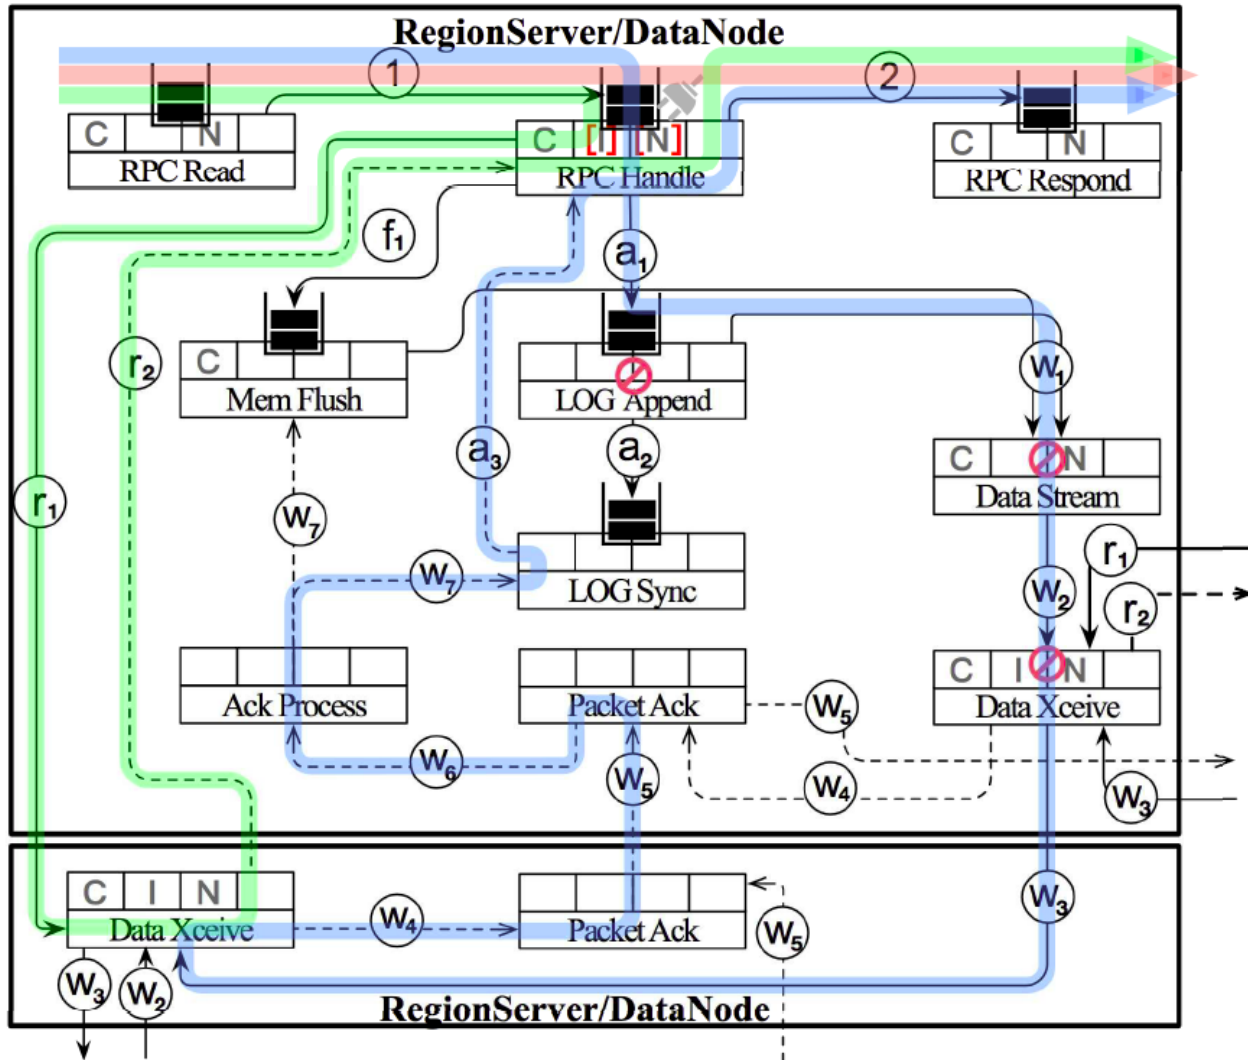 RegionServer/DataNode
1
2
C N
RPC Read
C [I] [N]
RPC Handle
C N
RPC Respond
f1
a1
r2
C
Mem Flush
LOG Append
w1
a3
a2
C N
Data Stream
r1
w7
w7
LOG Sync
w2
r1
r2
Ack Process
Packet Ack
C I N
Data Xceive
w6
w5
w5
w4
w3
C I N
Data Xceive
w4
Packet Ack
w5
w3
w3
w2
RegionServer/DataNode